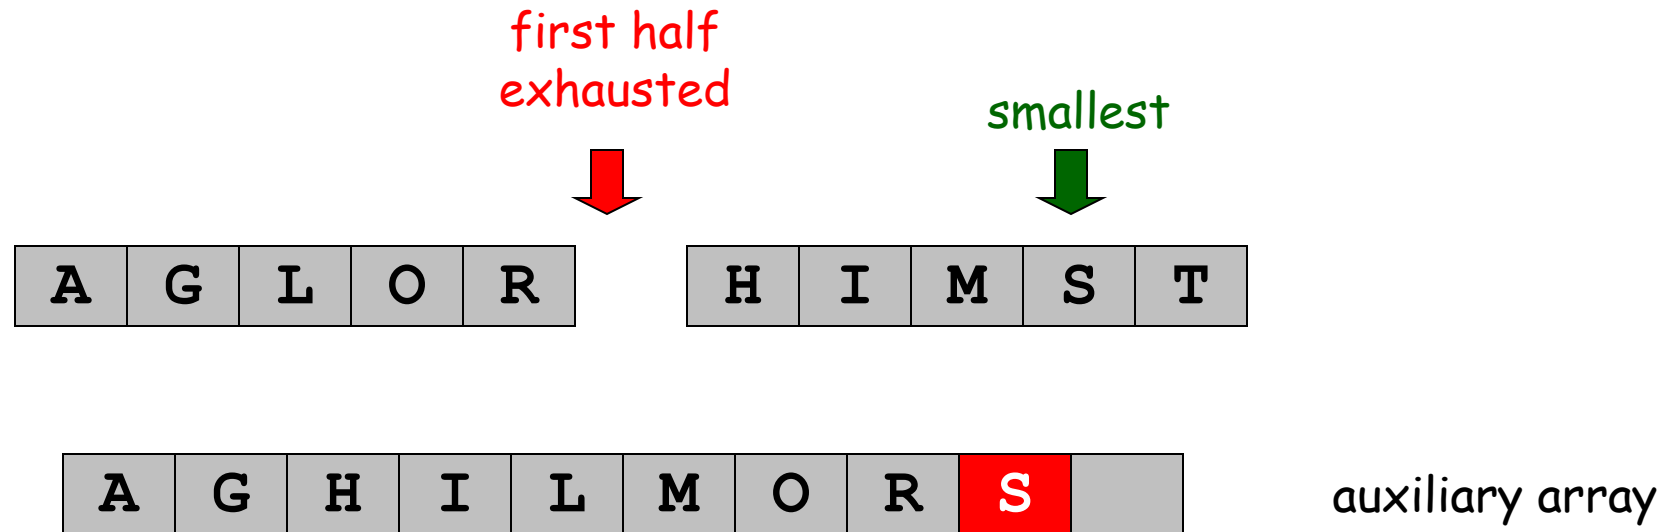 first half
exhausted
smallest
A G L O R H I M S T
A G H I L M O R S
auxiliary array